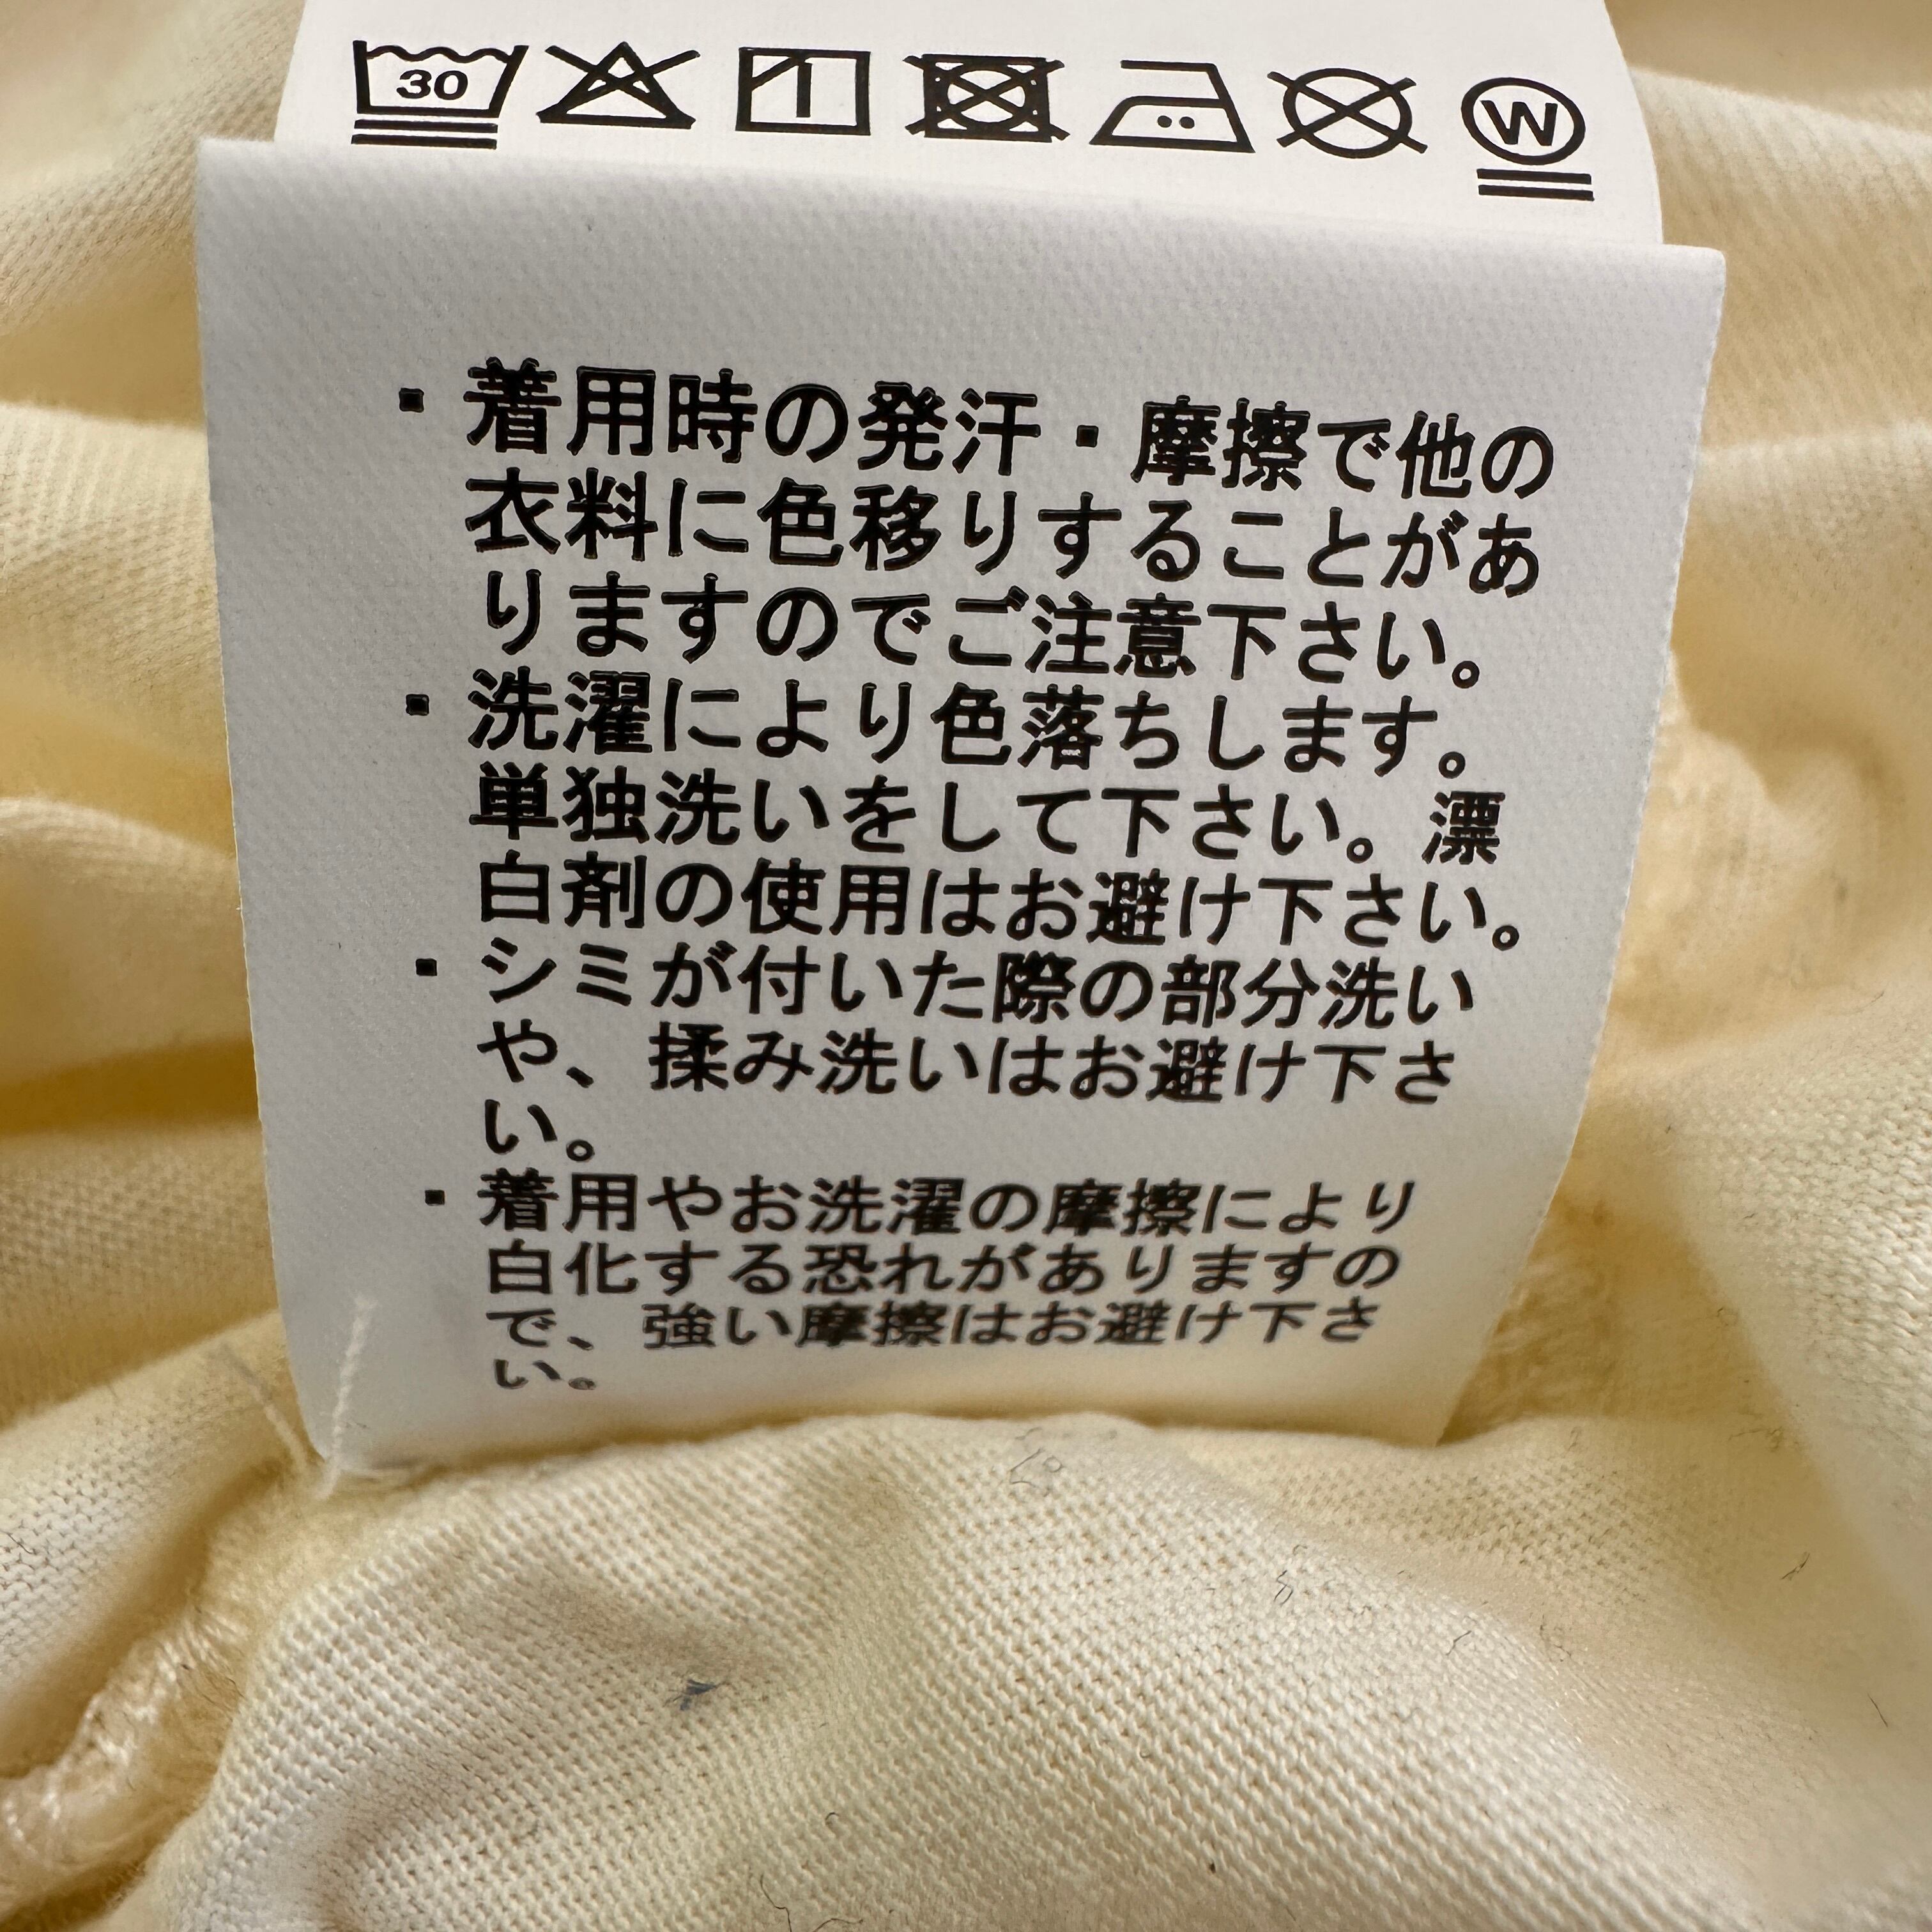 30 W
・着用時の発汗・摩擦で他の
衣料に色移りすることがあ
りますのでご注意下さい。
・洗濯により色落ちします。
単独洗いをして下さい。漂
白剤の使用はお避け下さい。
・シミが付いた際の部分洗い
や、揉み洗いはお避け下さ
い。
・着用やお洗濯の摩擦により
白化する恐れがありますの
で、強い摩擦はお避け下さ
い。